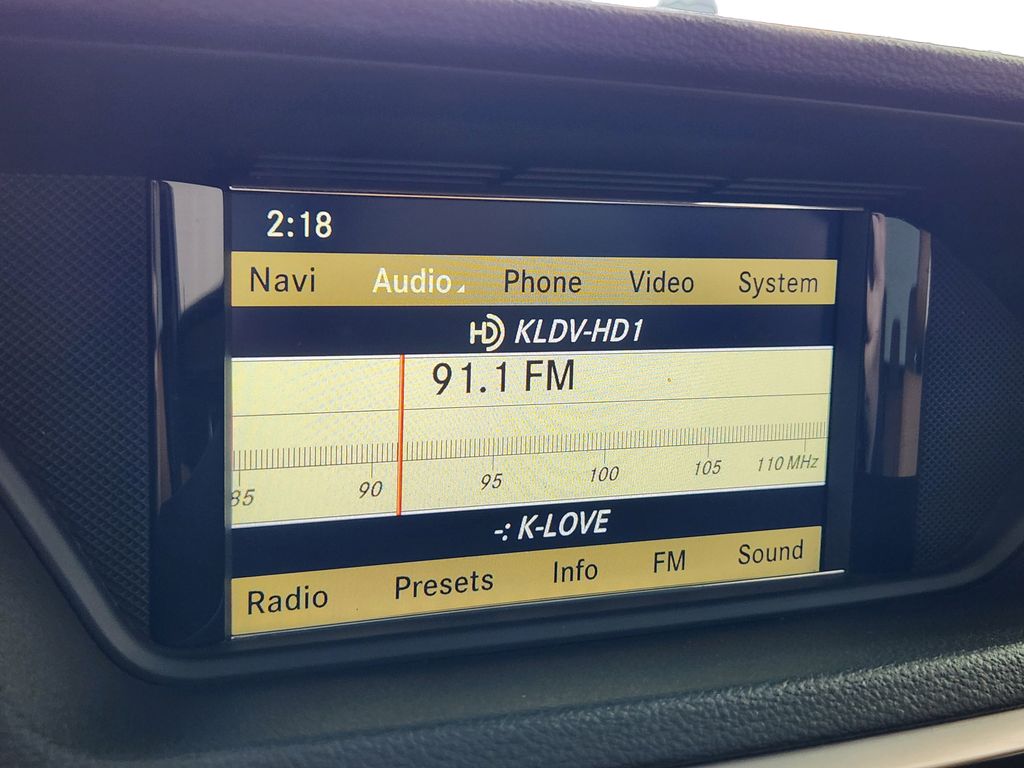 2:18
Navi Audio Phone Video System
HD KLDV-HD1
91.1 FM
85 90 95 100 105 110 MHz
-: K-LOVE
Radio Presets Info FM Sound